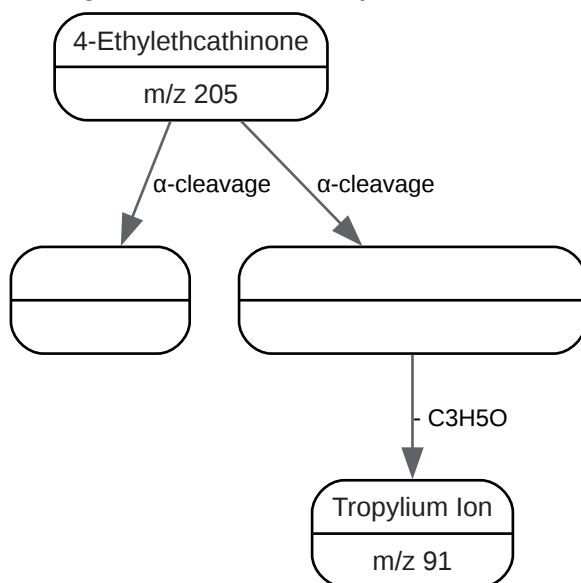 4-Ethylethcathinone
m/z 205
α-cleavage
α-cleavage
- C3H5O
Tropylium Ion
m/z 91